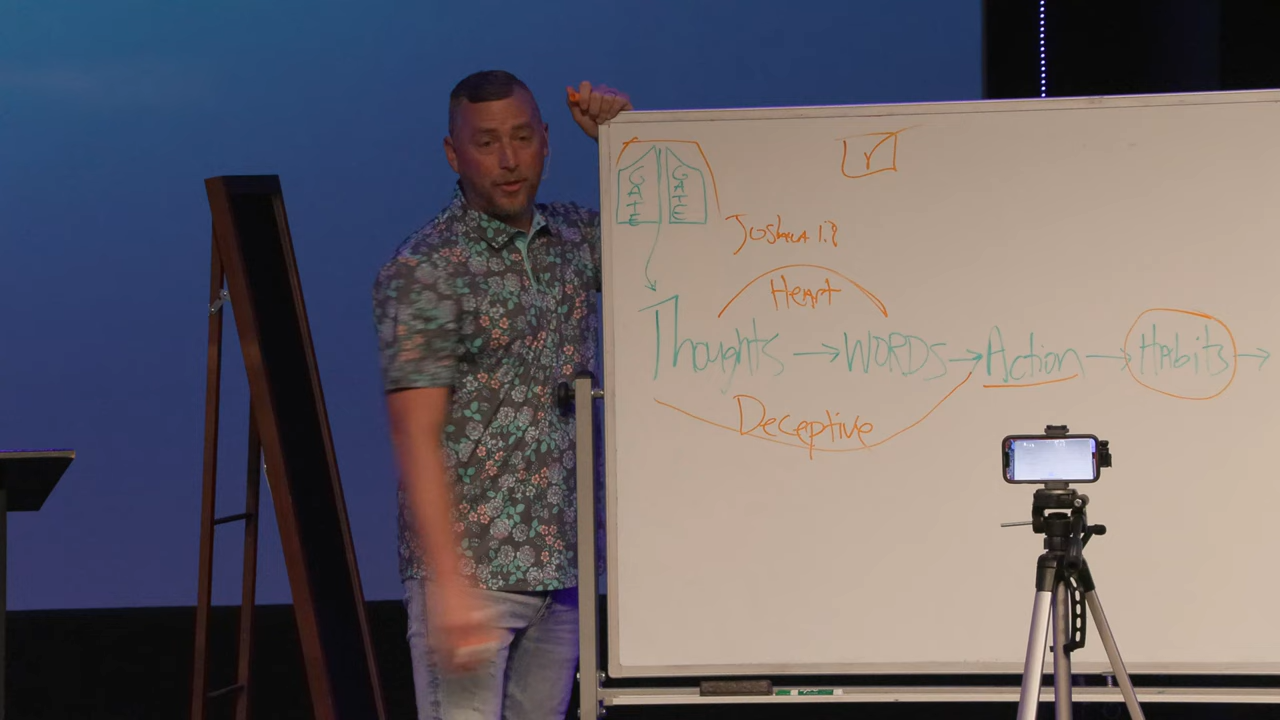 GATE GATE
Joshua 1:8
Heart
Thoughts → WORDS → Action → Habits →
Deceptive